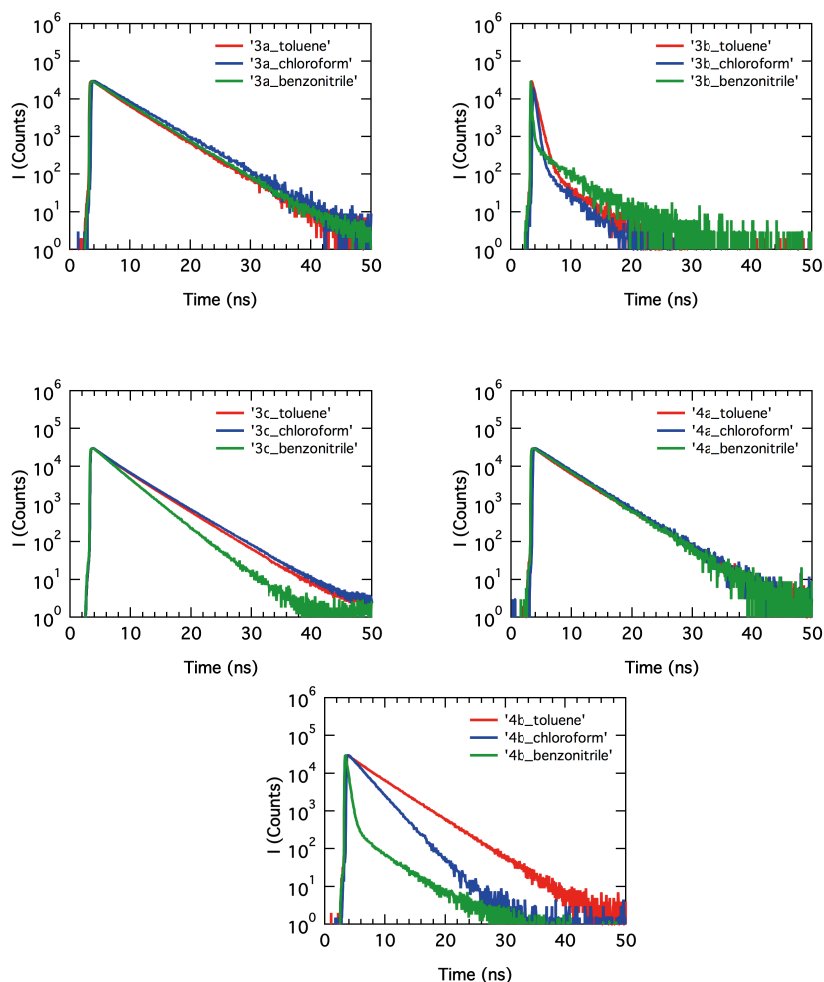 10^6
10^5
10^4
10^3
10^2
10^1
10^0
I (Counts)
'3a_toluene'
'3a_chloroform'
'3a_benzonitrile'
0 10 20 30 40 50
Time (ns)
10^6
10^5
10^4
10^3
10^2
10^1
10^0
I (Counts)
'3b_toluene'
'3b_chloroform'
'3b_benzonitrile'
0 10 20 30 40 50
Time (ns)
10^6
10^5
10^4
10^3
10^2
10^1
10^0
I (Counts)
'3c_toluene'
'3c_chloroform'
'3c_benzonitrile'
0 10 20 30 40 50
Time (ns)
10^6
10^5
10^4
10^3
10^2
10^1
10^0
I (Counts)
'4a_toluene'
'4a_chloroform'
'4a_benzonitrile'
0 10 20 30 40 50
Time (ns)
10^6
10^5
10^4
10^3
10^2
10^1
10^0
I (Counts)
'4b_toluene'
'4b_chloroform'
'4b_benzonitrile'
0 10 20 30 40 50
Time (ns)